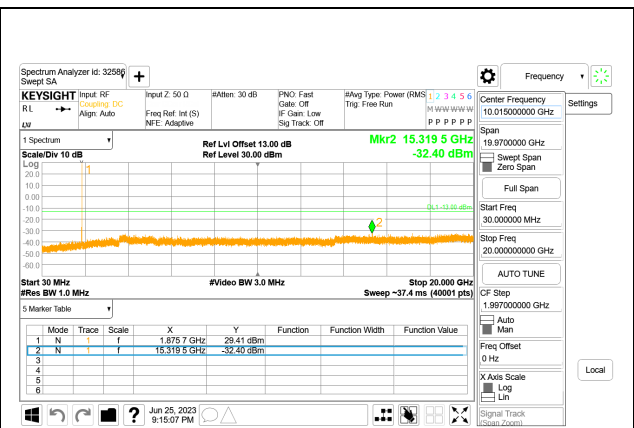 Spectrum Analyzer Id: 32586
Swept SA
Frequency
KEYSIGHT
Input: RF
Input Z: 50 Ω
#Atten: 30 dB
PNO: Fast
#Avg Type: Power (RMS
1 2 3 4 5 6
RL
Coupling: DC
Gate: Off
Trig: Free Run
M W W W W W
Align: Auto
Freq Ref: Int (S)
IF Gain: Low
NFE: Adaptive
Sig Track: Off
P P P P P P
LXI
1 Spectrum
Ref Lvl Offset 13.00 dB
Mkr2 15.319 5 GHz
Scale/Div 10 dB
Ref Level 30.00 dBm
-32.40 dBm
Log
1
20.0
10.0
0.00
-10.0
DL1 -13.00 dBm
-20.0
2
-30.0
-40.0
-50.0
-60.0
Start 30 MHz
#Video BW 3.0 MHz
Stop 20.000 GHz
#Res BW 1.0 MHz
Sweep ~37.4 ms (40001 pts)
5 Marker Table
Mode Trace Scale X Y Function Function Width Function Value
1 N 1 f 1.875 7 GHz 29.41 dBm
2 N 1 f 15.319 5 GHz -32.40 dBm
3
4
5
6
?
Jun 25, 2023
9:15:07 PM
Center Frequency
10.015000000 GHz
Settings
Span
19.9700000 GHz
Swept Span
Zero Span
Full Span
Start Freq
30.000000 MHz
Stop Freq
20.000000000 GHz
AUTO TUNE
CF Step
1.997000000 GHz
Auto
Man
Freq Offset
0 Hz
X Axis Scale
Log
Lin
Local
Signal Track
(Span Zoom)